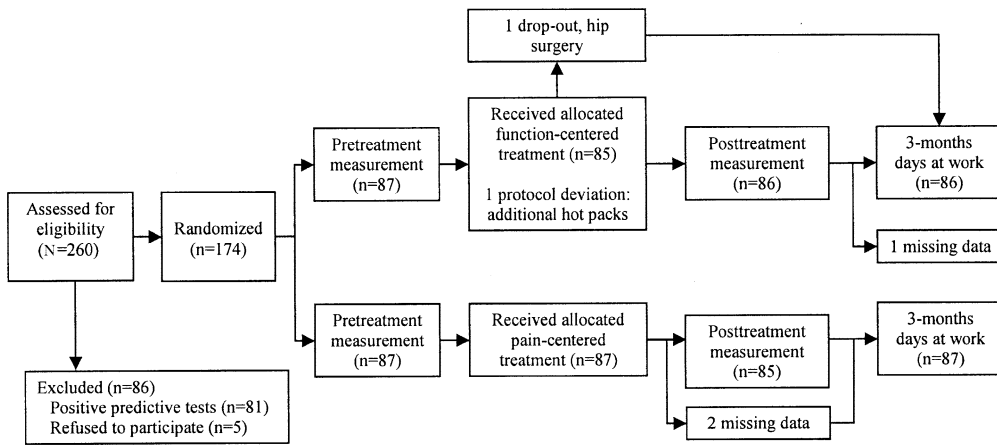 Assessed for
eligibility
(N=260)
Excluded (n=86)
Positive predictive tests (n=81)
Refused to participate (n=5)
Randomized
(n=174)
Pretreatment
measurement
(n=87)
1 drop-out, hip
surgery
Received allocated
function-centered
treatment (n=85)
1 protocol deviation:
additional hot packs
Posttreatment
measurement
(n=86)
3-months
days at work
(n=86)
1 missing data
Pretreatment
measurement
(n=87)
Received allocated
pain-centered
treatment (n=87)
Posttreatment
measurement
(n=85)
2 missing data
3-months
days at work
(n=87)